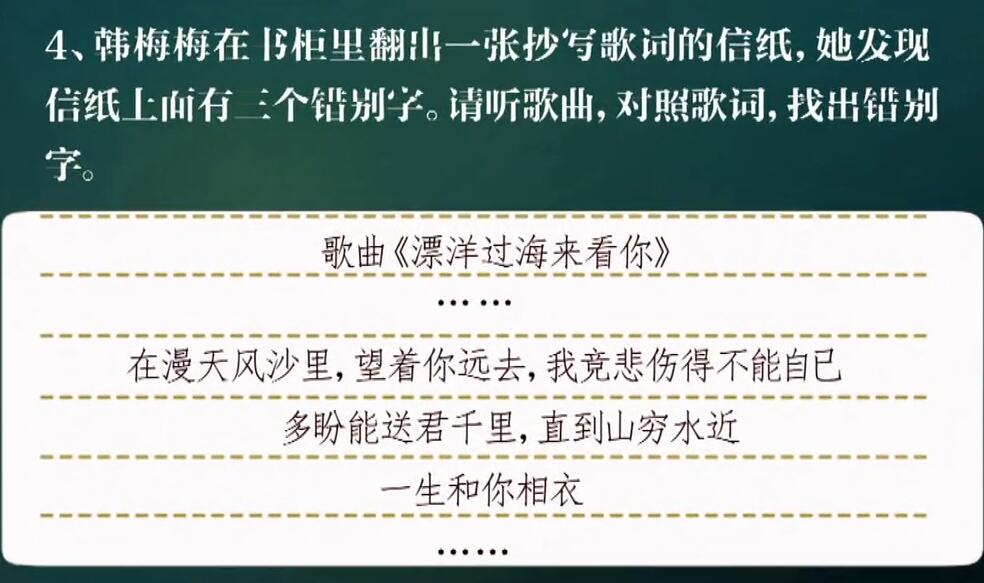 4、韩梅梅在书柜里翻出一张抄写歌词的信纸，她发现
信纸上面有三个错别字。请听歌曲，对照歌词，找出错别
字。
歌曲《漂洋过海来看你》
……
在漫天风沙里，望着你远去，我竞悲伤得不能自己
多盼能送君千里，直到山穷水近
一生和你相衣
……